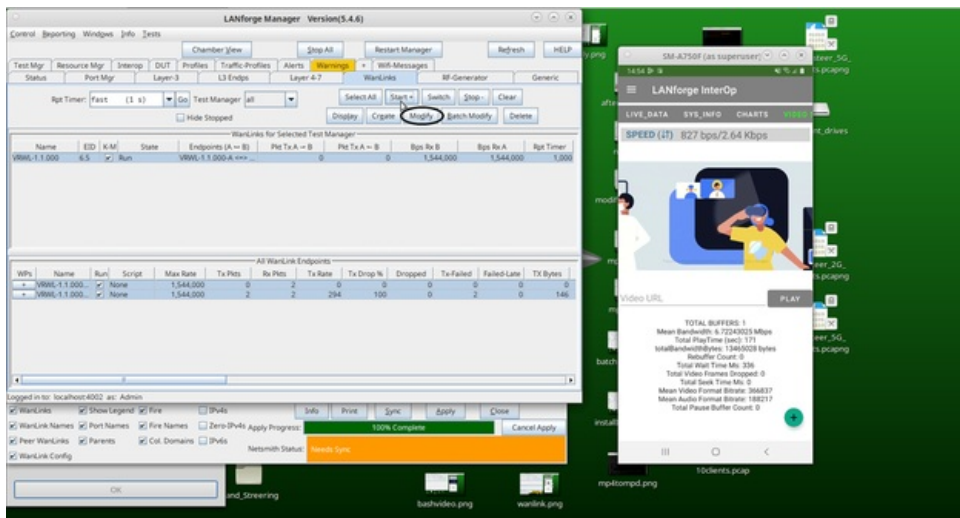 LANforge Manager Version(5.4.6)
Control Reporting Windows Info Tests
Chamber View Stop All Restart Manager Refresh HELP
Test Mgr Resource Mgr Interop DUT Profiles Traffic-Profiles Alerts Warnings + Wifi-Messages
Status Port Mgr Layer-3 L3 Endps Layer 4-7 WanLinks RF-Generator Generic
Rpt Timer: fast (1 s) Go Test Manager all Select All Start + Switch Stop - Clear
Hide Stopped Display Create Modify Batch Modify Delete
WanLinks for Selected Test Manager
Name EID K-M State Endpoints (A ↔ B) Pkt Tx A → B Pkt Tx A ← B Bps Rx B Bps Rx A Rpt Timer
VRWL-1.1.000 6.5 Run VRWL-1.1.000-A <=> ... 0 0 1,544,000 1,544,000 1,000
All WanLink Endpoints
WPs Name Run Script Max Rate Tx Pkts Rx Pkts Tx Rate Tx Drop % Dropped Tx-Failed Failed-Late TX Bytes
+ VRWL-1.1.000... None 1,544,000 0 2 0 0 0 0 0 0
+ VRWL-1.1.000... None 1,544,000 2 2 294 100 0 2 0 146
Logged in to: localhost:4002 as: Admin
WanLinks Show Legend Fire IPv4s Info Print Sync Apply Close
WanLink Names Port Names Fire Names Zero-IPv4s Apply Progress: 100% Complete Cancel Apply
Peer WanLinks Parents Col. Domains IPv6s
Netsmith Status: Needs Sync
WanLink Config
OK
and_Streering
bashvideo.png
wanlink.png
mp4tompd.png
10clients.pcap
SM-A750F (as superuser)
14:54
LANforge InterOp
LIVE_DATA SYS_INFO CHARTS VIDEO
SPEED (↓↑) 827 bps/2.64 Kbps
Video URL PLAY
TOTAL BUFFERS: 1
Mean Bandwidth: 6.72243025 Mbps
Total PlayTime (sec): 171
totalBandwidthBytes: 13465028 bytes
Rebuffer Count: 0
Total Wait Time Ms: 336
Total Video Frames Dropped: 0
Total Seek Time Ms: 0
Mean Video Format Bitrate: 366837
Mean Audio Format Bitrate: 188217
Total Pause Buffer Count: 0